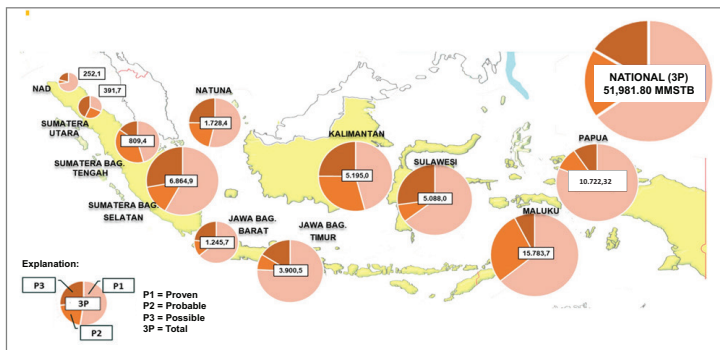 NATIONAL (3P)
51,981.80 MMSTB
252,1
NAD
391,7
SUMATERA
UTARA
NATUNA
1.728,4
809,4
SUMATERA BAG.
TENGAH
6.864,9
SUMATERA BAG.
SELATAN
KALIMANTAN
5.195,0
SULAWESI
5.088,0
PAPUA
10.722,32
MALUKU
15.783,7
JAWA BAG.
BARAT
1.245,7
JAWA BAG.
TIMUR
3.900,5
Explanation:
P3
P1
3P
P2
P1 = Proven
P2 = Probable
P3 = Possible
3P = Total